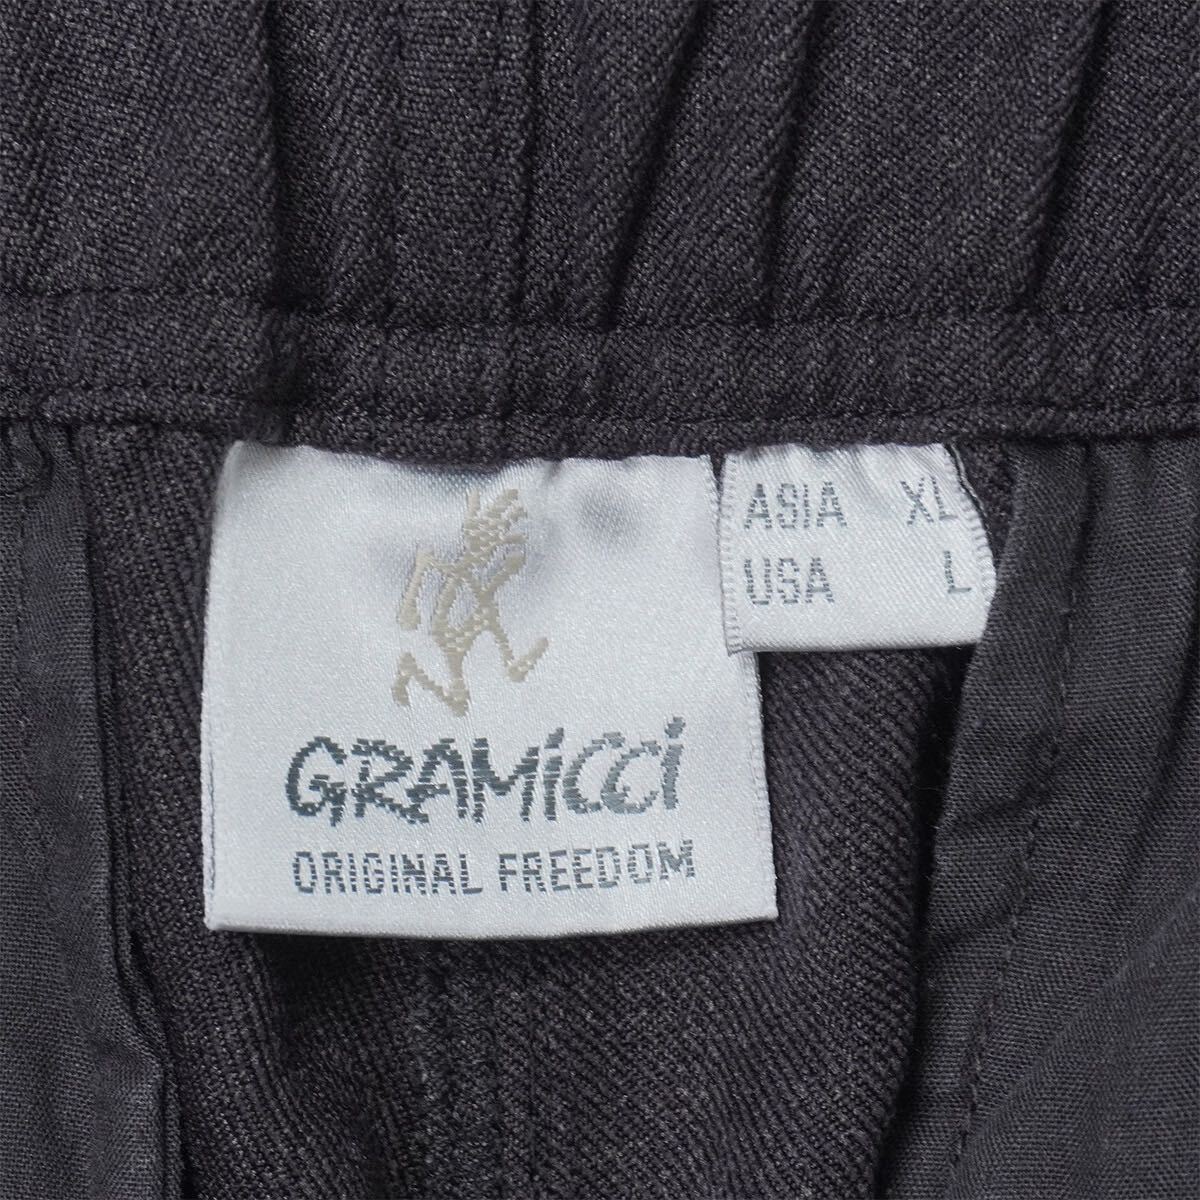 GRAMiCCi
ORIGINAL FREEDOM
ASIA XL
USA L